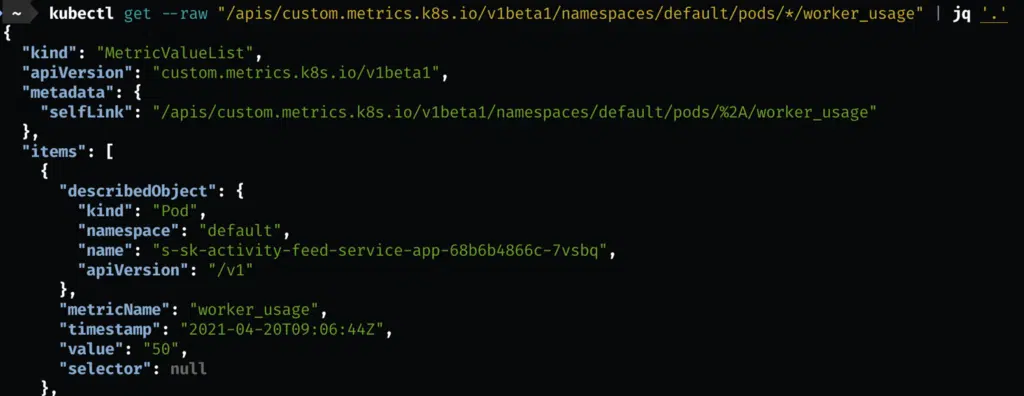 ~ kubectl get --raw "/apis/custom.metrics.k8s.io/v1beta1/namespaces/default/pods/*/worker_usage" | jq '.'
{
  "kind": "MetricValueList",
  "apiVersion": "custom.metrics.k8s.io/v1beta1",
  "metadata": {
    "selfLink": "/apis/custom.metrics.k8s.io/v1beta1/namespaces/default/pods/%2A/worker_usage"
  },
  "items": [
    {
      "describedObject": {
        "kind": "Pod",
        "namespace": "default",
        "name": "s-sk-activity-feed-service-app-68b6b4866c-7vsbq",
        "apiVersion": "/v1"
      },
      "metricName": "worker_usage",
      "timestamp": "2021-04-20T09:06:44Z",
      "value": "50",
      "selector": null
    },